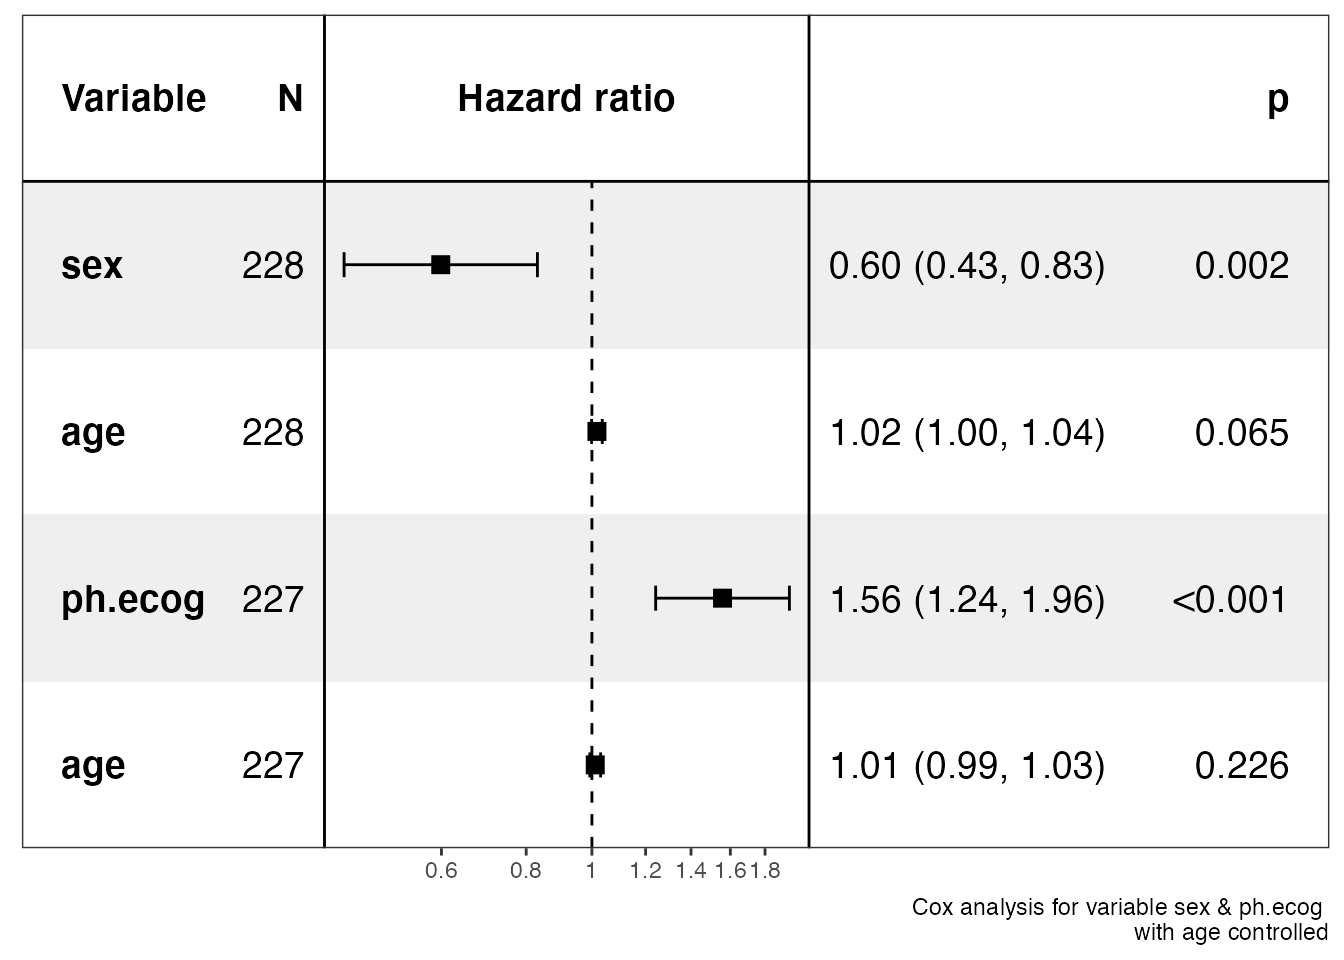 Variable N Hazard ratio p
sex 228 0.60 (0.43, 0.83) 0.002
age 228 1.02 (1.00, 1.04) 0.065
ph.ecog 227 1.56 (1.24, 1.96) <0.001
age 227 1.01 (0.99, 1.03) 0.226
0.6 0.8 1 1.2 1.4 1.6 1.8
Cox analysis for variable sex & ph.ecog
with age controlled